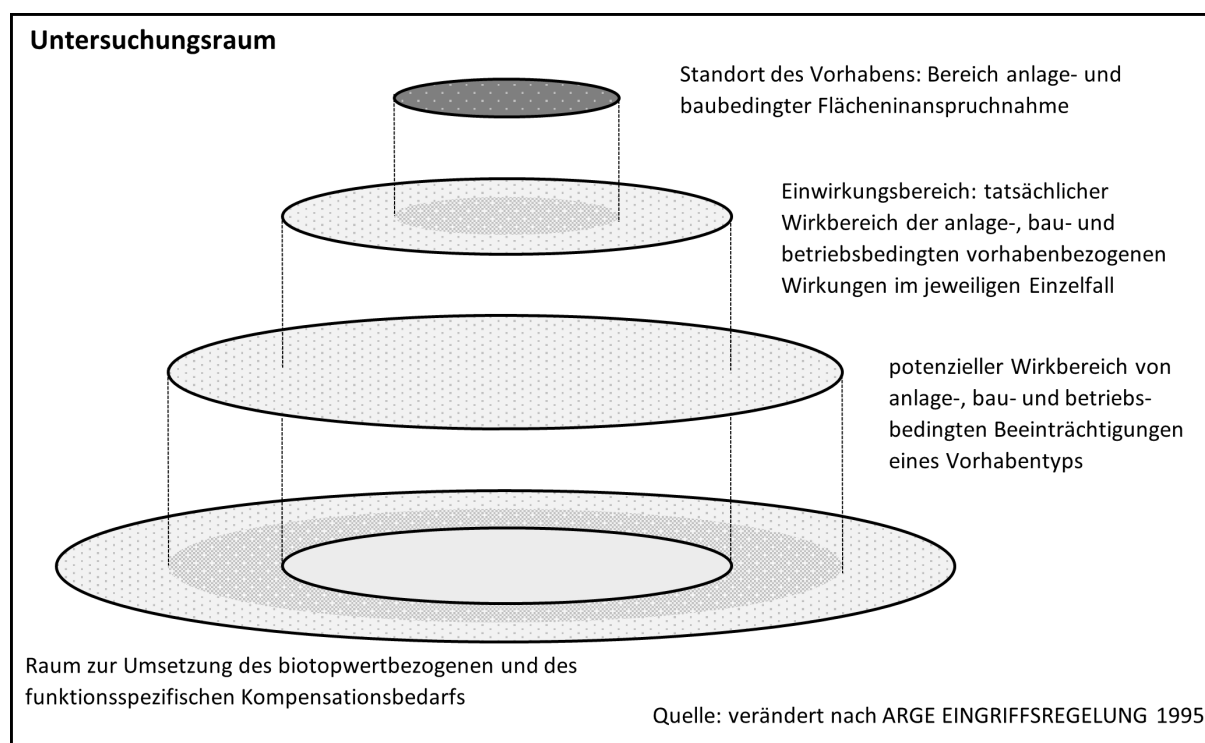 Untersuchungsraum
Standort des Vorhabens: Bereich anlage- und
baubedingter Flächeninanspruchnahme
Einwirkungsbereich: tatsächlicher
Wirkbereich der anlage-, bau- und
betriebsbedingten vorhabenbezogenen
Wirkungen im jeweiligen Einzelfall
potenzieller Wirkbereich von
anlage-, bau- und betriebs-
bedingten Beeinträchtigungen
eines Vorhabentyps
Raum zur Umsetzung des biotopwertbezogenen und des
funktionsspezifischen Kompensationsbedarfs
Quelle: verändert nach ARGE EINGRIFFSREGELUNG 1995